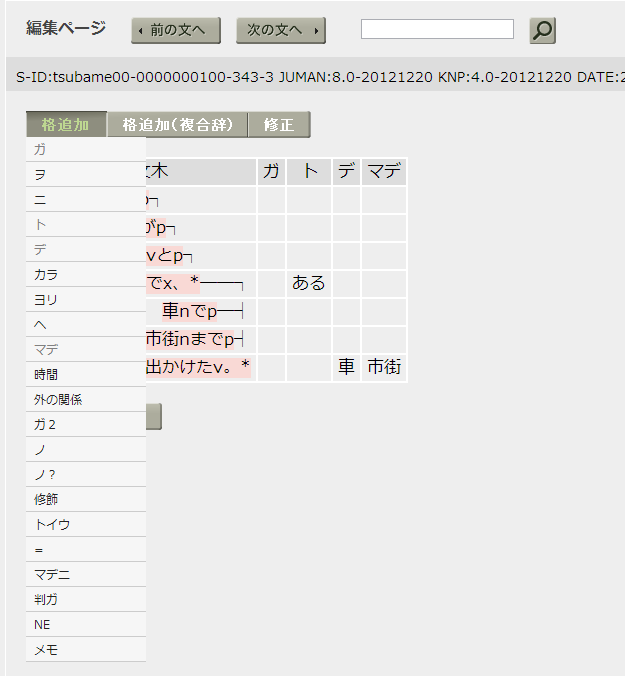 編集ページ 前の文へ 次の文へ
S-ID:tsubame00-0000000100-343-3 JUMAN:8.0-20121220 KNP:4.0-20121220 DATE:2
格追加 格追加(複合辞) 修正
木 ガ ト デ マデ
p┐
がp┐
vとp┐
でx、*───┐ ある
車nでp──┤
市街nまでp┤
出かけたv。* 車 市街
ガ
ヲ
ニ
ト
デ
カラ
ヨリ
ヘ
マデ
時間
外の関係
ガ2
ノ
ノ?
修飾
トイウ
=
マデニ
判ガ
NE
メモ